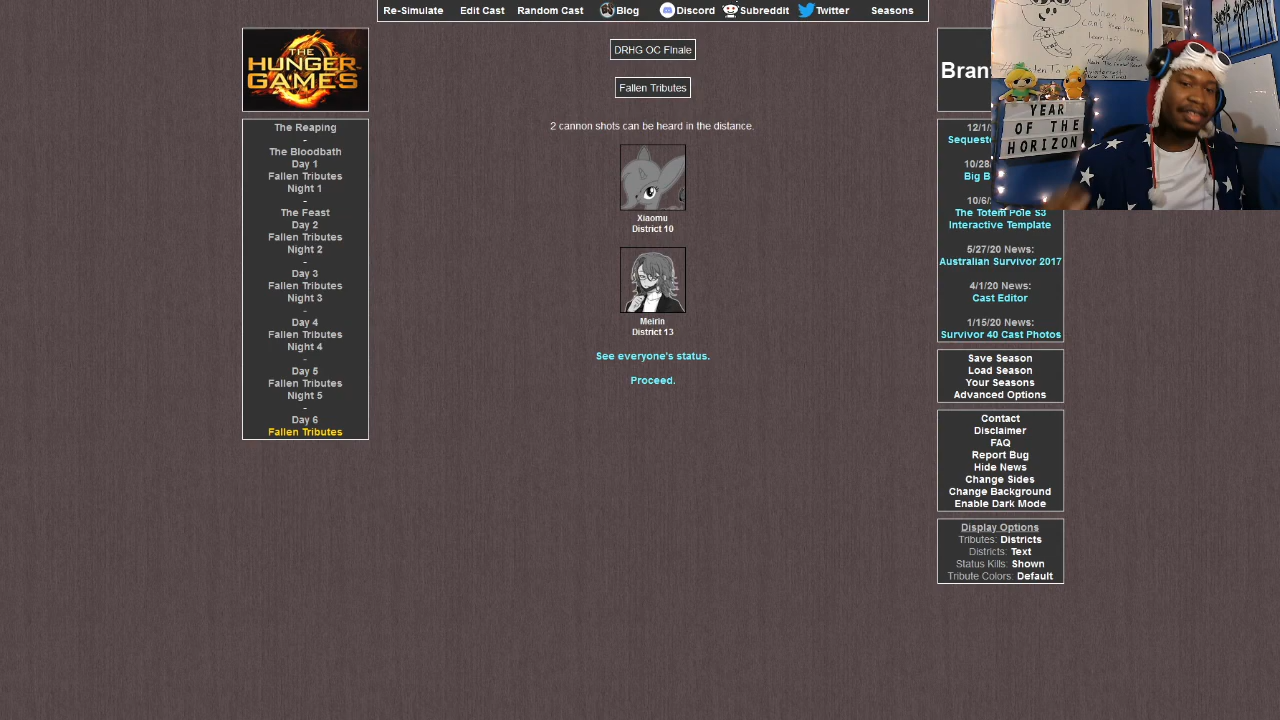 Re-Simulate Edit Cast Random Cast Blog Discord Subreddit Twitter Seasons
THE
HUNGER
GAMES
The Reaping
-
The Bloodbath
Day 1
Fallen Tributes
Night 1
-
The Feast
Day 2
Fallen Tributes
Night 2
-
Day 3
Fallen Tributes
Night 3
-
Day 4
Fallen Tributes
Night 4
-
Day 5
Fallen Tributes
Night 5
-
Day 6
Fallen Tributes
DRHG OC FInale
Fallen Tributes
2 cannon shots can be heard in the distance.
Xiaomu
District 10
Meirin
District 13
See everyone's status.
Proceed.
The Totem Pole S3
Interactive Template
5/27/20 News:
Australian Survivor 2017
4/1/20 News:
Cast Editor
1/15/20 News:
Survivor 40 Cast Photos
Save Season
Load Season
Your Seasons
Advanced Options
Contact
Disclaimer
FAQ
Report Bug
Hide News
Change Sides
Change Background
Enable Dark Mode
Display Options
Tributes: Districts
Districts: Text
Status Kills: Shown
Tribute Colors: Default
When you
YEAR
OF THE
HORIZON